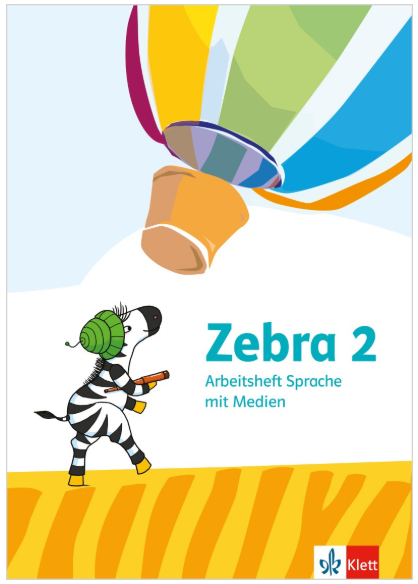 Zebra 2
Arbeitsheft Sprache
mit Medien
Klett